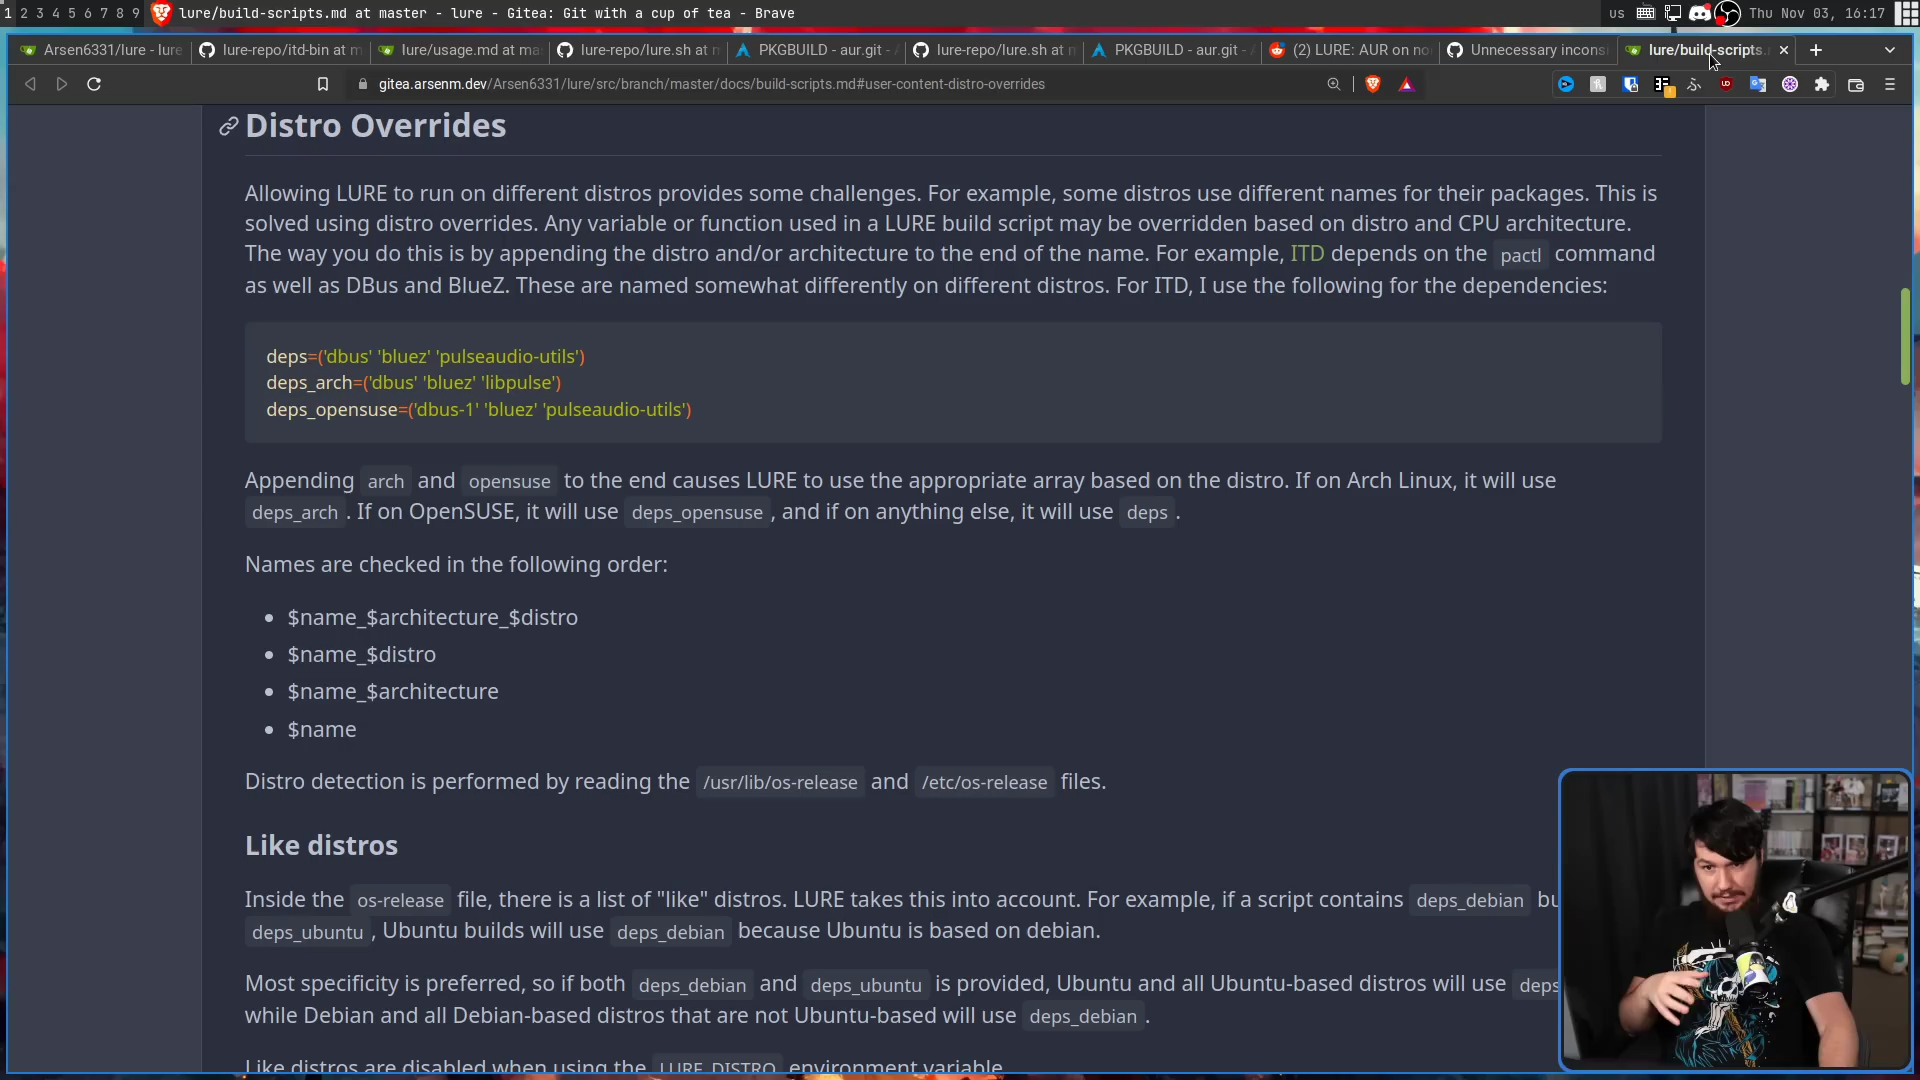 1 2 3 4 5 6 7 8 9 lure/build-scripts.md at master - lure - Gitea: Git with a cup of tea - Brave us Thu Nov 03, 16:17
Arsen6331/lure - lure lure-repo/itd-bin at m lure/usage.md at ma lure-repo/lure.sh at m PKGBUILD - aur.git - lure-repo/lure.sh at m PKGBUILD - aur.git - (2) LURE: AUR on no Unnecessary incons lure/build-scripts.
gitea.arsenm.dev/Arsen6331/lure/src/branch/master/docs/build-scripts.md#user-content-distro-overrides
Distro Overrides
Allowing LURE to run on different distros provides some challenges. For example, some distros use different names for their packages. This is
solved using distro overrides. Any variable or function used in a LURE build script may be overridden based on distro and CPU architecture.
The way you do this is by appending the distro and/or architecture to the end of the name. For example, ITD depends on the pactl command
as well as DBus and BlueZ. These are named somewhat differently on different distros. For ITD, I use the following for the dependencies:
deps=('dbus' 'bluez' 'pulseaudio-utils')
deps_arch=('dbus' 'bluez' 'libpulse')
deps_opensuse=('dbus-1' 'bluez' 'pulseaudio-utils')
Appending arch and opensuse to the end causes LURE to use the appropriate array based on the distro. If on Arch Linux, it will use
deps_arch . If on OpenSUSE, it will use deps_opensuse , and if on anything else, it will use deps .
Names are checked in the following order:
• $name_$architecture_$distro
• $name_$distro
• $name_$architecture
• $name
Distro detection is performed by reading the /usr/lib/os-release and /etc/os-release files.
Like distros
Inside the os-release file, there is a list of "like" distros. LURE takes this into account. For example, if a script contains deps_debian bu
deps_ubuntu , Ubuntu builds will use deps_debian because Ubuntu is based on debian.
Most specificity is preferred, so if both deps_debian and deps_ubuntu is provided, Ubuntu and all Ubuntu-based distros will use deps
while Debian and all Debian-based distros that are not Ubuntu-based will use deps_debian .
Like distros are disabled when using the LURE_DISTRO environment variable.